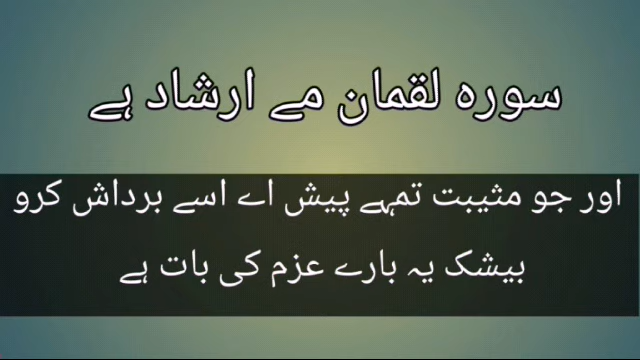 سورہ لقمان مے ارشاد ہے
اور جو مثیبت تمہے پیش اے اسے برداش کرو
بیشک یہ بارے عزم کی بات ہے